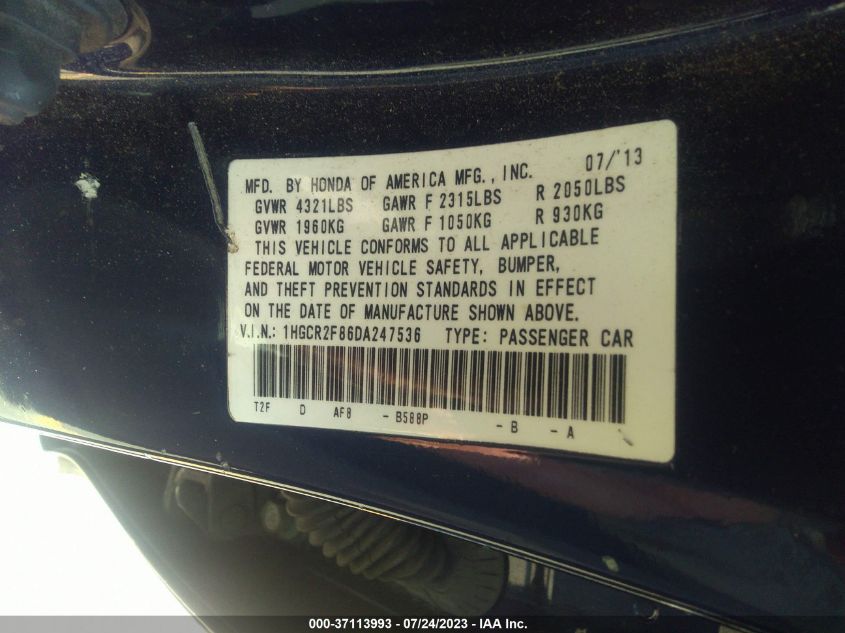 MFD. BY HONDA OF AMERICA MFG., INC. 07/'13
GVWR 4321LBS GAWR F 2315LBS R 2050LBS
GVWR 1960KG GAWR F 1050KG R 930KG
THIS VEHICLE CONFORMS TO ALL APPLICABLE
FEDERAL MOTOR VEHICLE SAFETY, BUMPER,
AND THEFT PREVENTION STANDARDS IN EFFECT
ON THE DATE OF MANUFACTURE SHOWN ABOVE.
V.I.N.: 1HGCR2F86DA247536 TYPE: PASSENGER CAR
T2F D AF8 - B588P - B - A
000-37113993 — 07/24/2023 - IAA Inc.